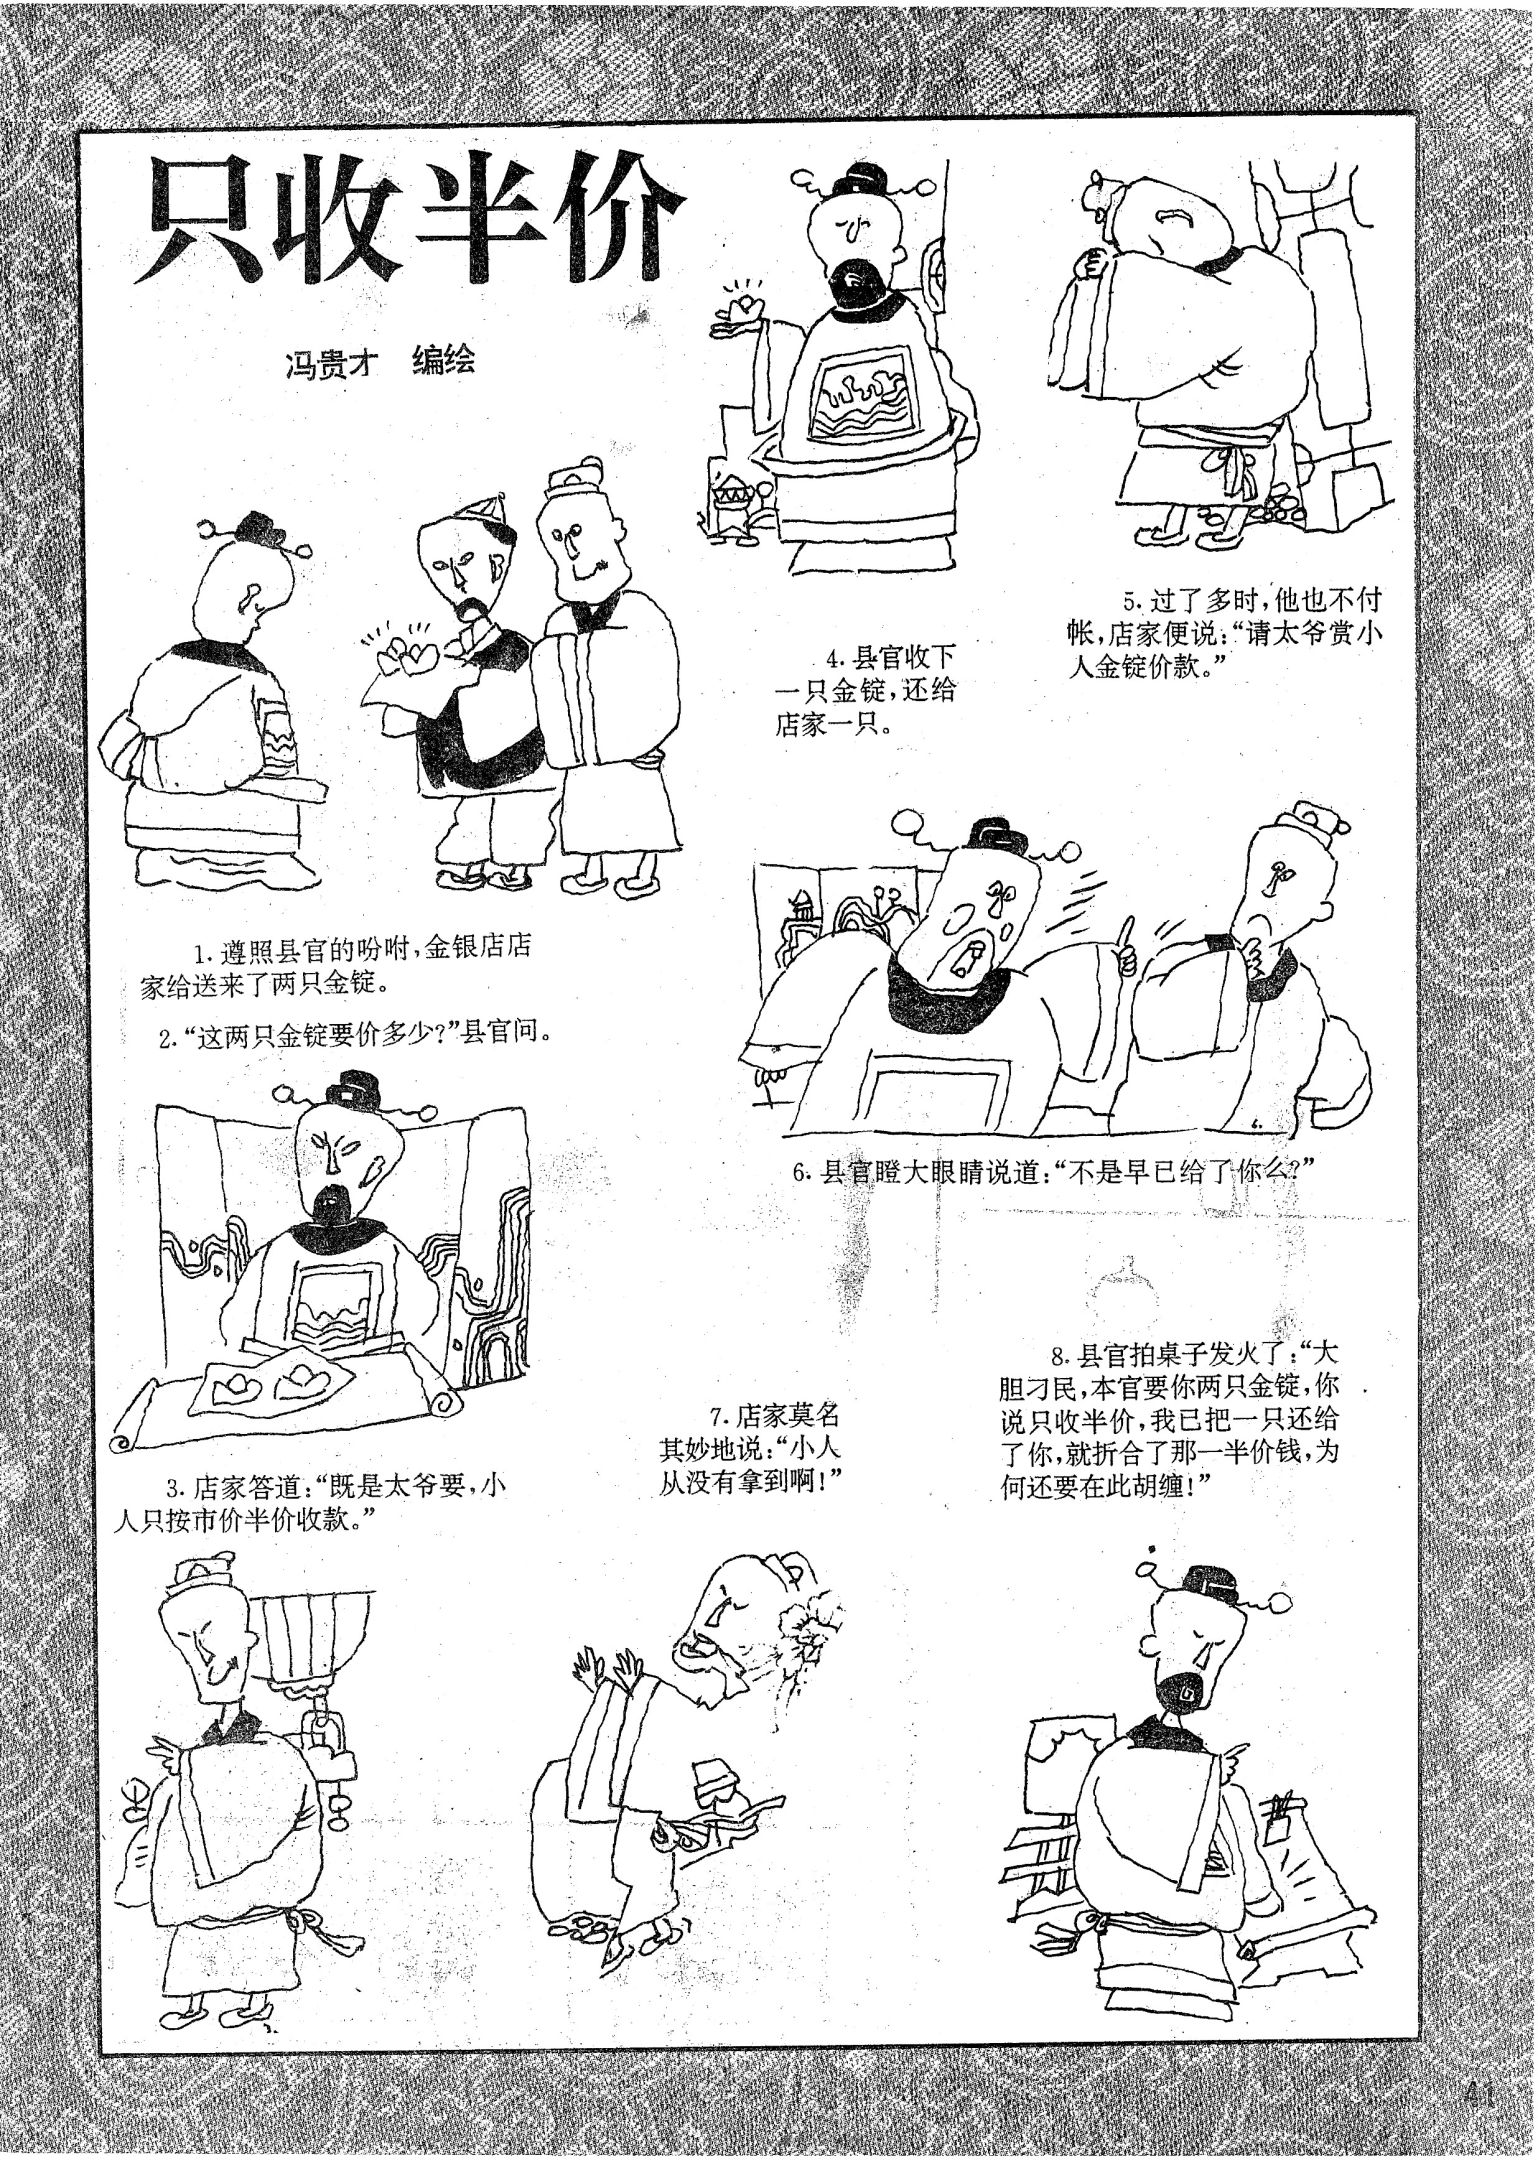 只收半价
冯贵才 编绘
1. 遵照县官的吩咐，金银店店
家给送来了两只金锭。
2. “这两只金锭要价多少？”县官问。
3. 店家答道：“既是太爷要，小
人只按市价半价收款。”
4. 县官收下
一只金锭，还给
店家一只。
5. 过了多时，他也不付
帐，店家便说：“请太爷赏小
人金锭价款。”
6. 县官瞪大眼睛说道：“不是早已给了你么？”
7. 店家莫名
其妙地说：“小人
从没有拿到啊！”
8. 县官拍桌子发火了：“大
胆刁民，本官要你两只金锭，你
说只收半价，我已把一只还给
了你，就折合了那一半价钱，为
何还要在此胡缠！”
41